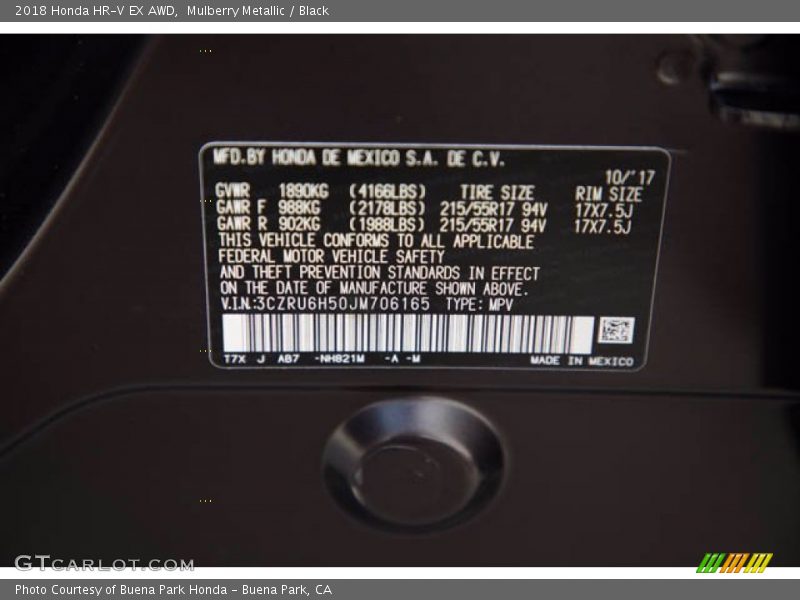 2018 Honda HR-V EX AWD, Mulberry Metallic / Black
MFD.BY HONDA DE MEXICO S.A. DE C.V.
10/'17
GVWR 1890KG (4166LBS) TIRE SIZE RIM SIZE
GAWR F 988KG (2178LBS) 215/55R17 94V 17X7.5J
GAWR R 902KG (1988LBS) 215/55R17 94V 17X7.5J
THIS VEHICLE CONFORMS TO ALL APPLICABLE
FEDERAL MOTOR VEHICLE SAFETY
AND THEFT PREVENTION STANDARDS IN EFFECT
ON THE DATE OF MANUFACTURE SHOWN ABOVE.
V.I.N.:3CZRU6H50JM706165 TYPE: MPV
T7X J AB7 -NH821M -A -M MADE IN MEXICO
GTCARLOT.COM
Photo Courtesy of Buena Park Honda - Buena Park, CA